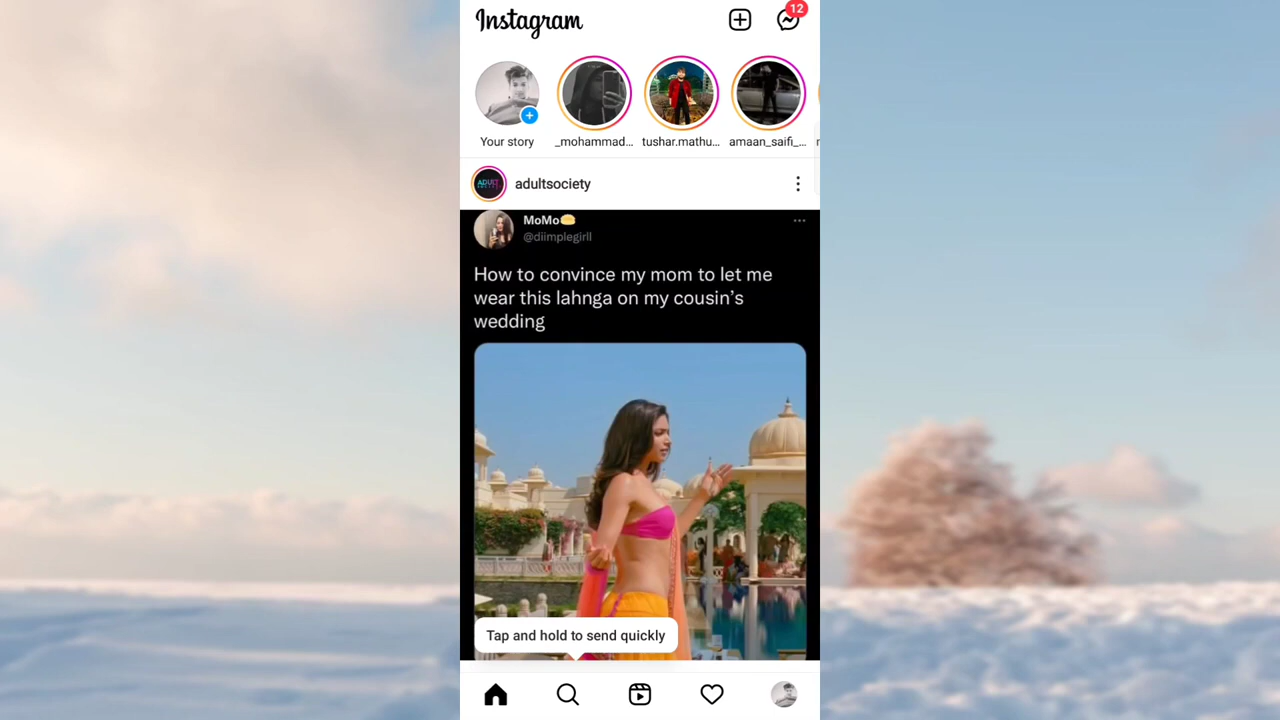 Instagram
12
Your story
_mohammad...
tushar.mathu...
amaan_saifi_...
ADULT
adultsociety
MoMo
@diimplegirll
How to convince my mom to let me
wear this lahnga on my cousin's
wedding
Tap and hold to send quickly